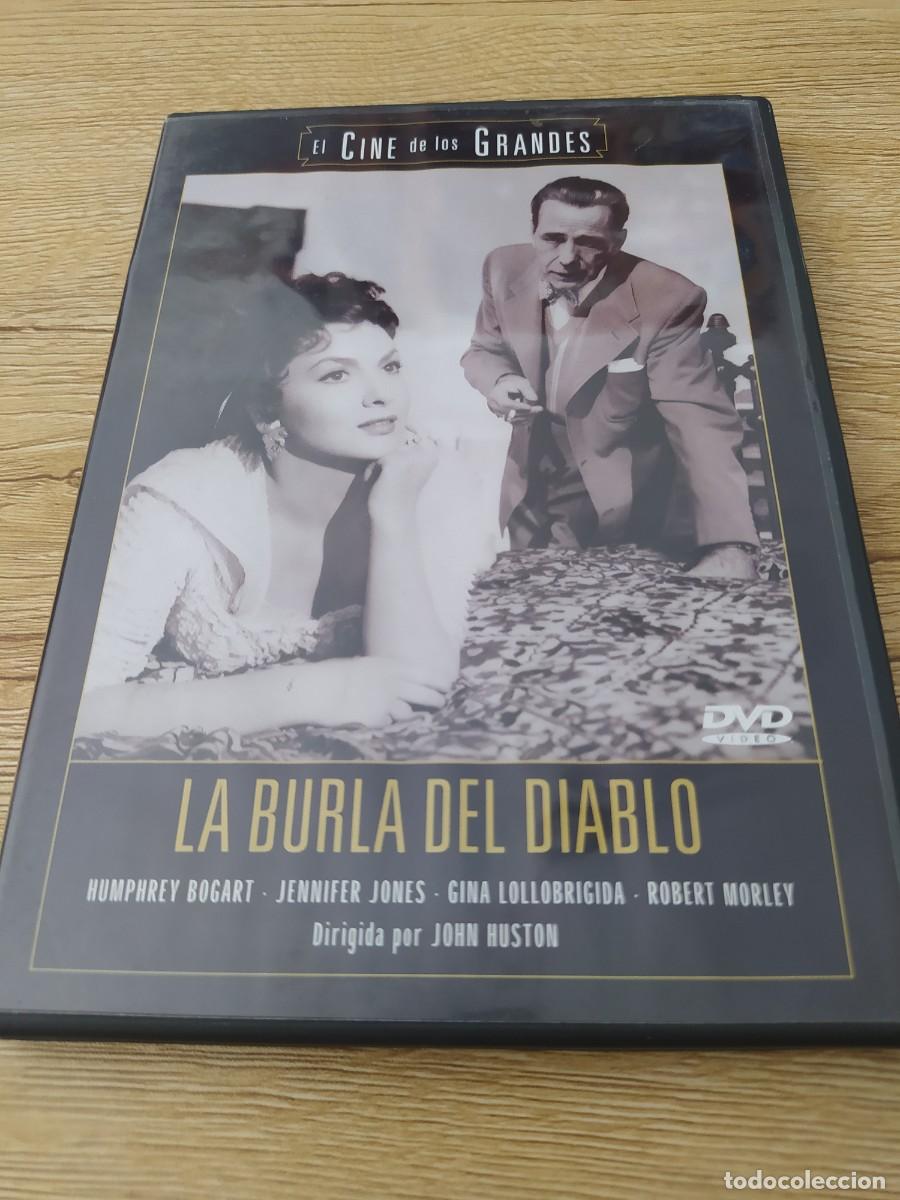 El CINE de los GRANDES
DVD
VIDEO
LA BURLA DEL DIABLO
HUMPHREY BOGART · JENNIFER JONES · GINA LOLLOBRIGIDA · ROBERT MORLEY
Dirigida por JOHN HUSTON
todocoleccion